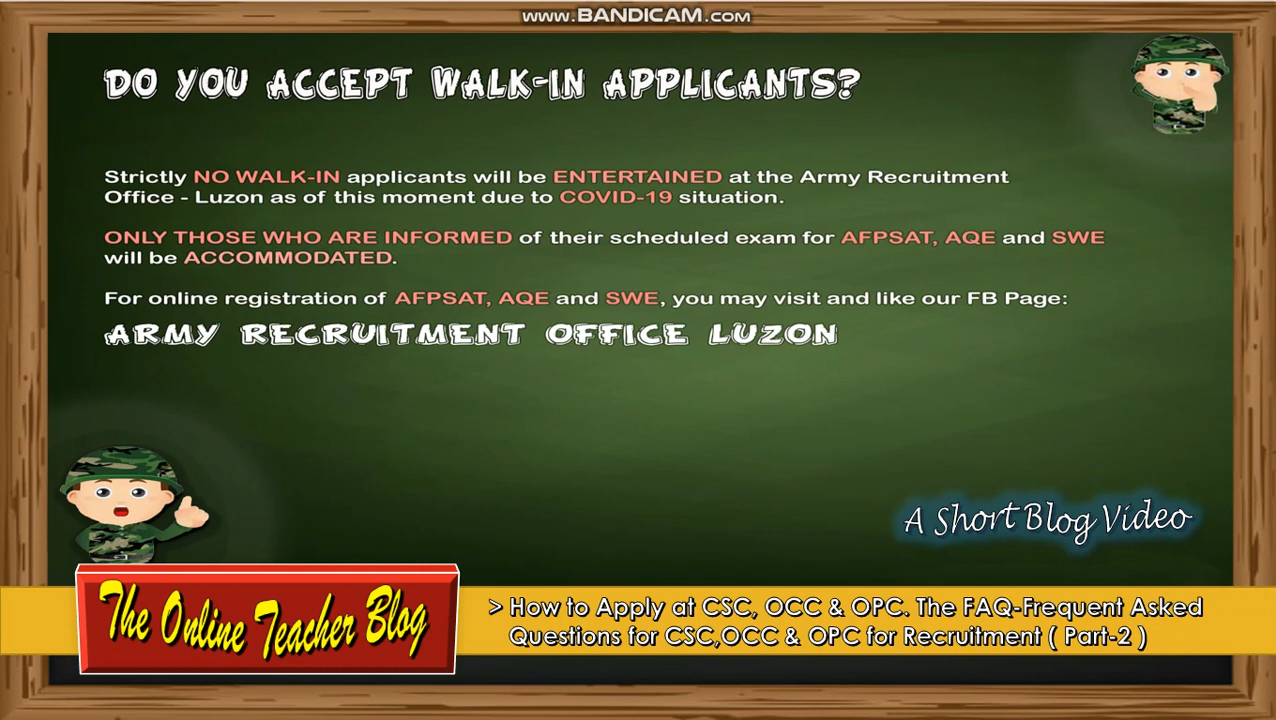 www.BANDICAM.com
DO YOU ACCEPT WALK-IN APPLICANTS?
Strictly NO WALK-IN applicants will be ENTERTAINED at the Army Recruitment
Office - Luzon as of this moment due to COVID-19 situation.
ONLY THOSE WHO ARE INFORMED of their scheduled exam for AFPSAT, AQE and SWE
will be ACCOMMODATED.
For online registration of AFPSAT, AQE and SWE, you may visit and like our FB Page:
ARMY RECRUITMENT OFFICE LUZON
A Short Blog Video
The Online Teacher Blog
> How to Apply at CSC, OCC & OPC. The FAQ-Frequent Asked
Questions for CSC,OCC & OPC for Recruitment ( Part-2 )